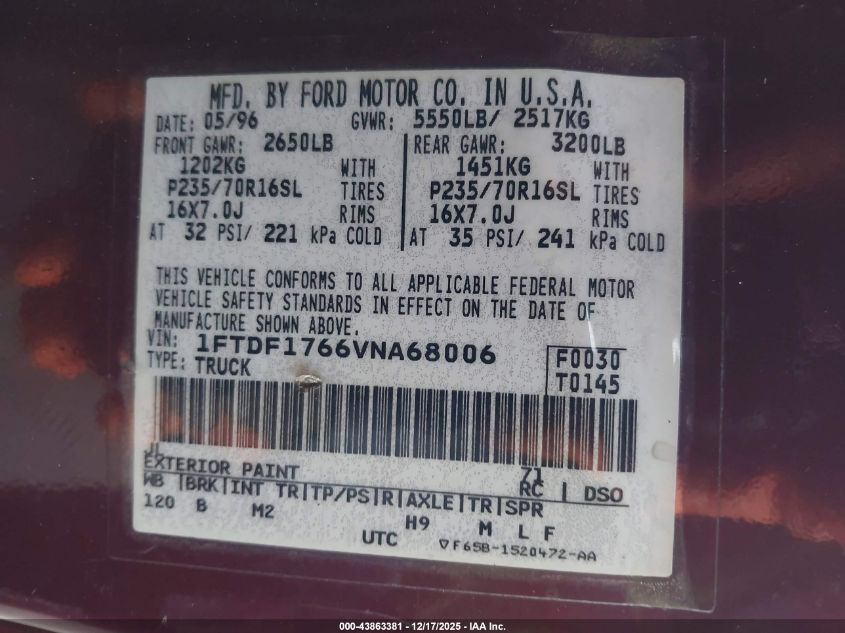 MFD. BY FORD MOTOR CO. IN U.S.A.
DATE: 05/96 GVWR: 5550LB/ 2517KG
FRONT GAWR: 2650LB REAR GAWR: 3200LB
1202KG WITH 1451KG WITH
P235/70R16SL TIRES P235/70R16SL TIRES
16X7.0J RIMS 16X7.0J RIMS
AT 32 PSI/ 221 kPa COLD AT 35 PSI/ 241 kPa COLD
THIS VEHICLE CONFORMS TO ALL APPLICABLE FEDERAL MOTOR
VEHICLE SAFETY STANDARDS IN EFFECT ON THE DATE OF
MANUFACTURE SHOWN ABOVE.
VIN: 1FTDF1766VNA68006 F0030
TYPE: TRUCK T0145
JL
EXTERIOR PAINT 71 RC DSO
WB BRK INT TR TP/PS R AXLE TR SPR
120 B M2 H9 M L F
UTC ▽F65B-1520472-AA
000-43863381 - 12/17/2025 - IAA Inc.